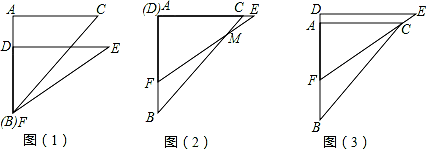 A C
D E
(B) F
图（1）
(D) A C E
M
F
B
图（2）
D E
A C
F
B
图（3）